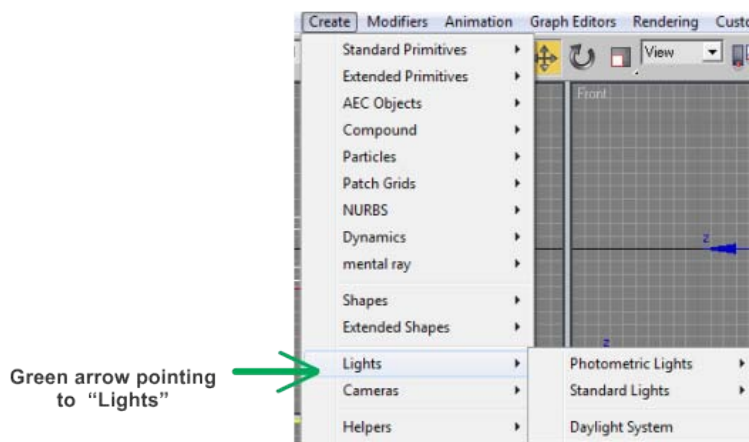 Create Modifiers Animation Graph Editors Rendering
Standard Primitives
View
Extended Primitives
Front
AEC Objects
Compound
Particles
Patch Grids
NURBS
Dynamics
z
mental ray
Shapes
Extended Shapes
z
Lights
Photometric Lights
Green arrow pointing
to “Lights”
Cameras
Standard Lights
Helpers
Daylight System